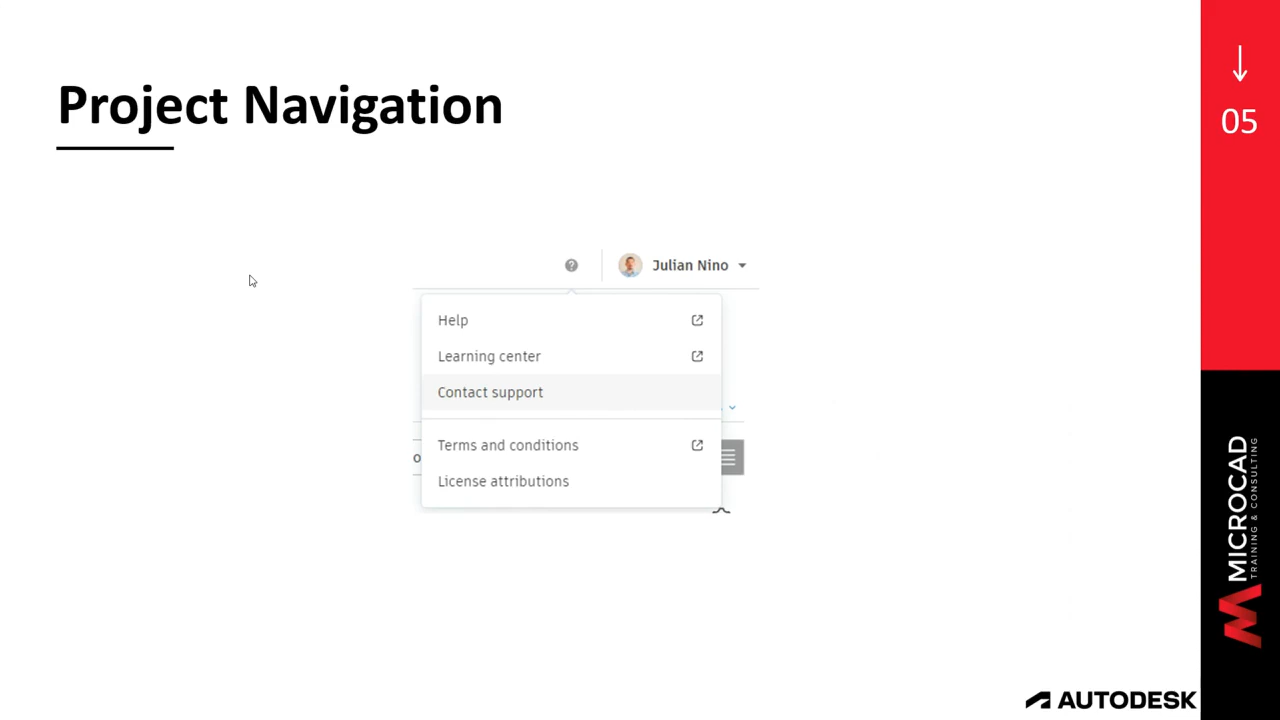 Project Navigation
05
Julian Nino
Help
Learning center
Contact support
Terms and conditions
License attributions
MICROCAD
TRAINING & CONSULTING
AUTODESK